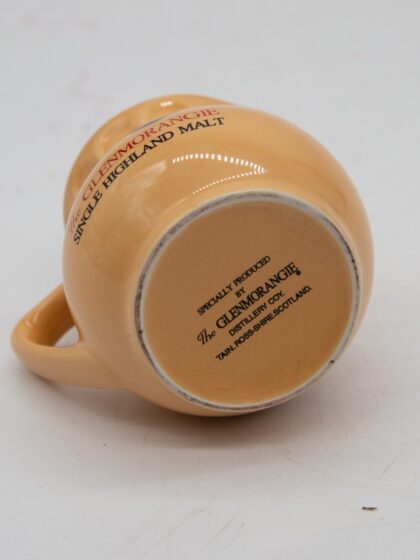 The GLENMORANGIE
SINGLE HIGHLAND MALT
SPECIALLY PRODUCED
BY
The GLENMORANGIE
DISTILLERY COY.
TAIN. ROSS-SHIRE.SCOTLAND.